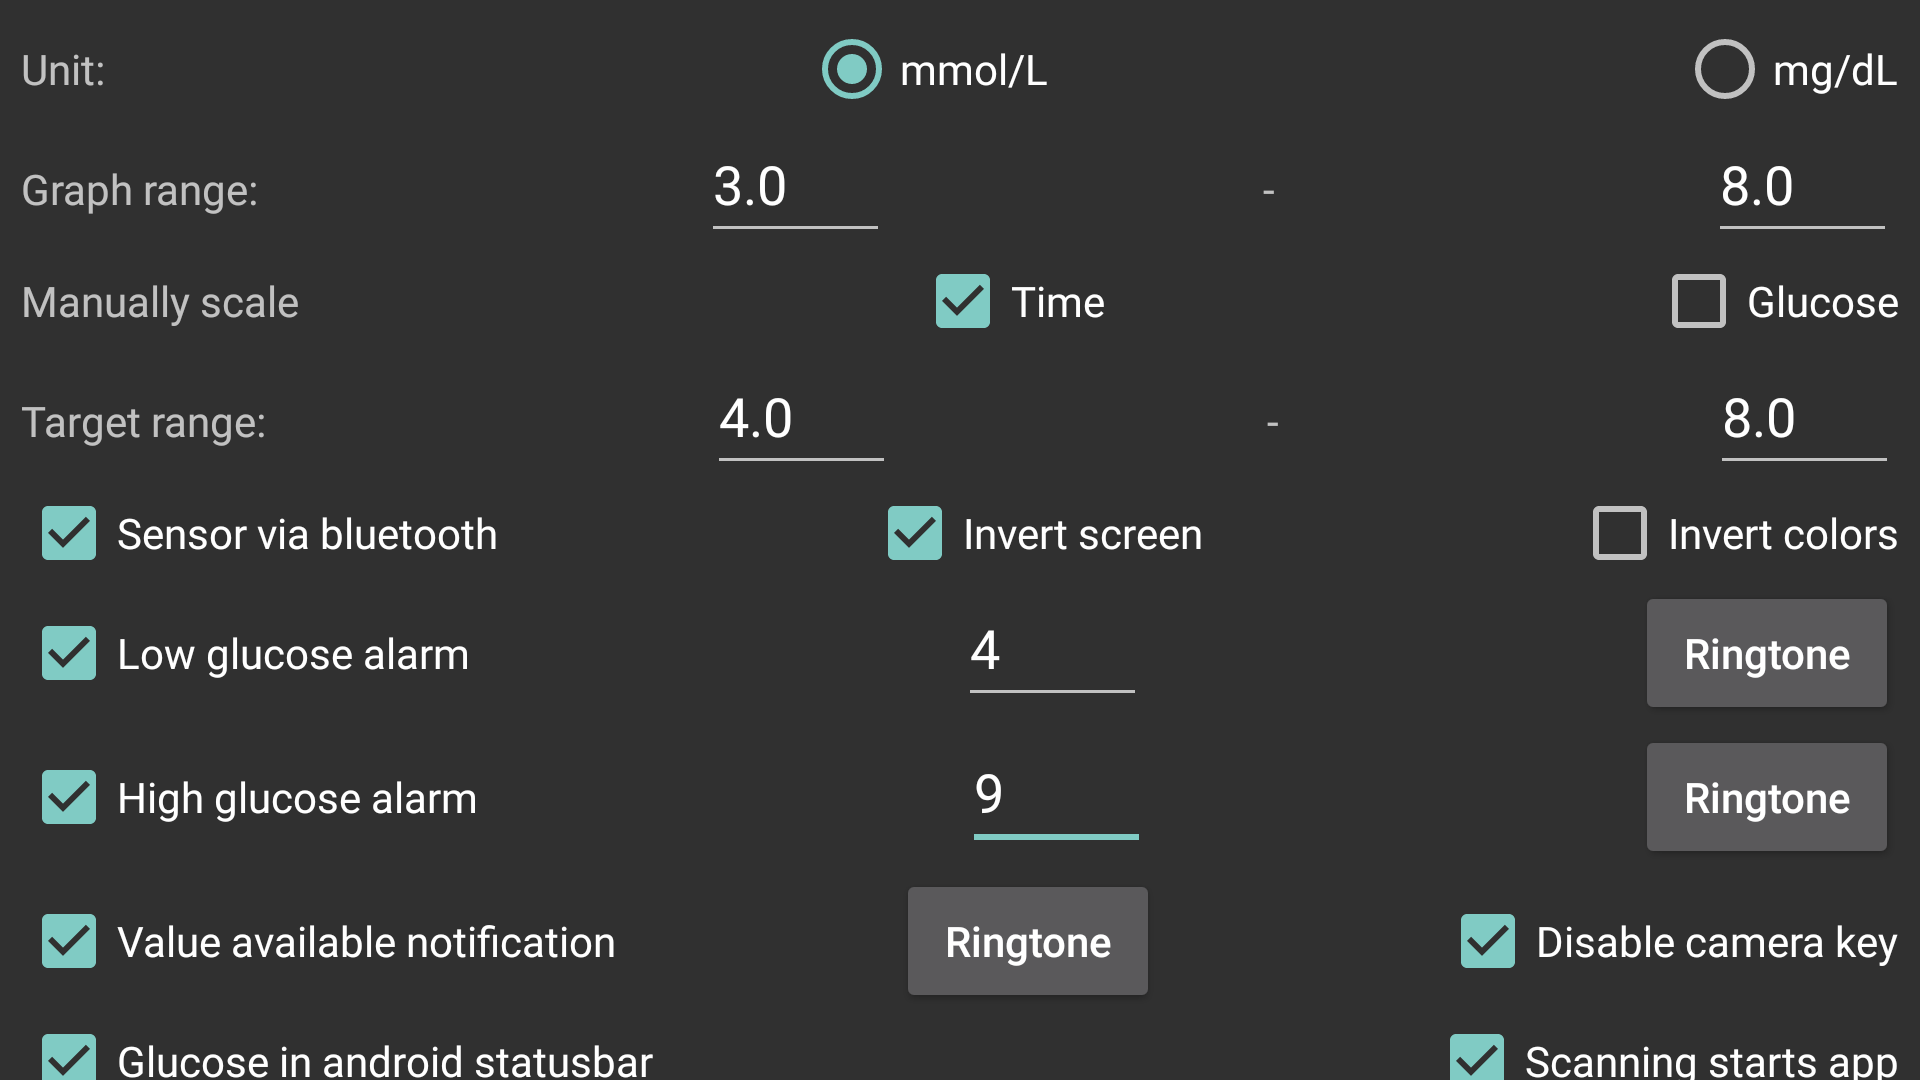 Unit: mmol/L mg/dL
Graph range: 3.0 - 8.0
Manually scale Time Glucose
Target range: 4.0 - 8.0
Sensor via bluetooth Invert screen Invert colors
Low glucose alarm 4 Ringtone
High glucose alarm 9 Ringtone
Value available notification Ringtone Disable camera key
Glucose in android statusbar Scanning starts app